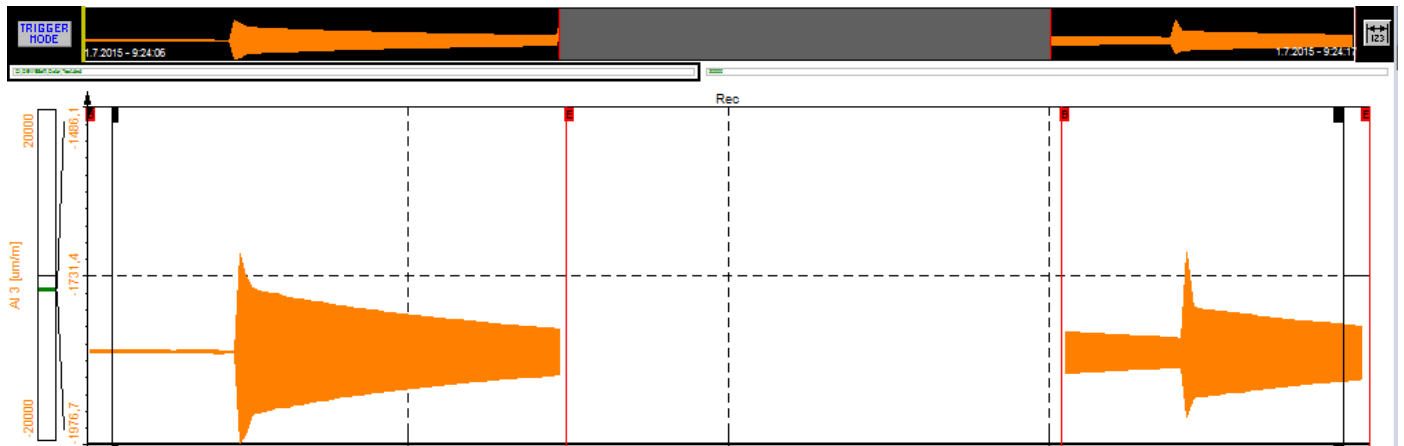 TRIGGER
MODE
1.7.2015 - 9:24:06
1.7.2015 - 9:24:17
123
Rec
AI 3 [um/m]
20000
-20000
-1486,1
-1731,4
-1976,7